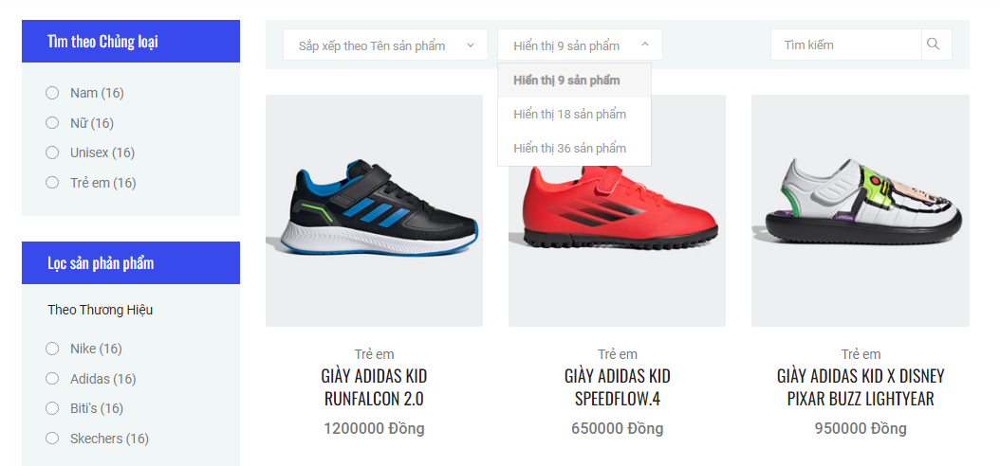 Tìm theo Chủng loại
Nam (16)
Nữ (16)
Unisex (16)
Trẻ em (16)
Lọc sản phản phẩm
Theo Thương Hiệu
Nike (16)
Adidas (16)
Biti's (16)
Skechers (16)
Sắp xếp theo Tên sản phẩm
Hiển thị 9 sản phẩm
Tìm kiếm
Hiển thị 9 sản phẩm
Hiển thị 18 sản phẩm
Hiển thị 36 sản phẩm
Trẻ em
GIÀY ADIDAS KID
RUNFALCON 2.0
1200000 Đồng
Trẻ em
GIÀY ADIDAS KID
SPEEDFLOW.4
650000 Đồng
Trẻ em
GIÀY ADIDAS KID X DISNEY
PIXAR BUZZ LIGHTYEAR
950000 Đồng